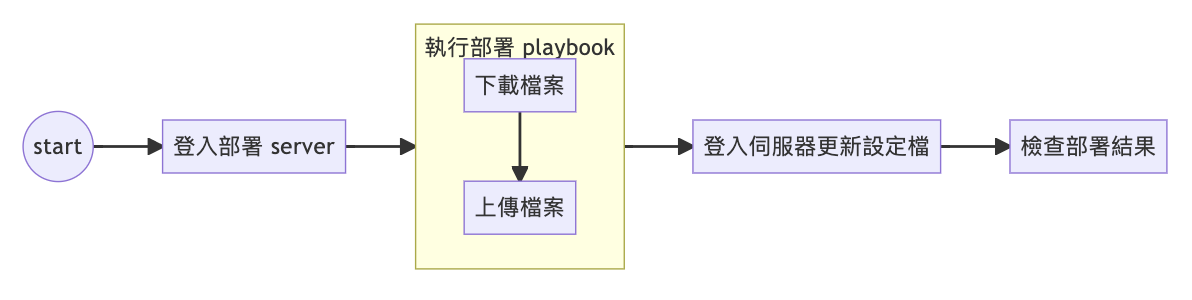 start
登入部署 server
執行部署 playbook
下載檔案
上傳檔案
登入伺服器更新設定檔
檢查部署結果